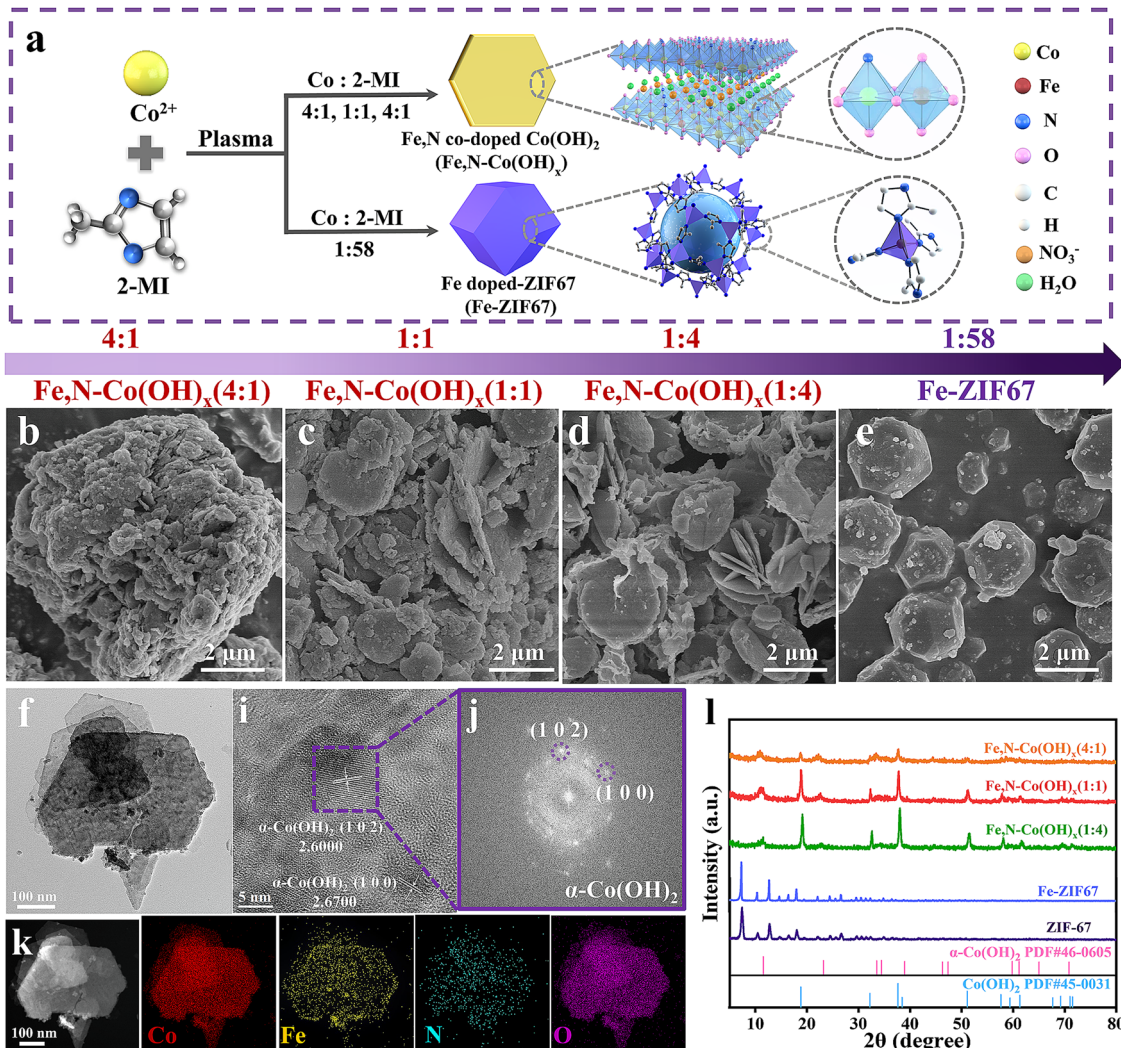 a
Co²⁺
2-MI
Plasma
Co : 2-MI
4:1, 1:1, 4:1
Fe,N co-doped Co(OH)₂
(Fe,N-Co(OH)ₓ)
Co : 2-MI
1:58
Fe doped-ZIF67
(Fe-ZIF67)
Co
Fe
N
O
C
H
NO₃⁻
H₂O
4:1
1:1
1:4
1:58
Fe,N-Co(OH)ₓ(4:1)
Fe,N-Co(OH)ₓ(1:1)
Fe,N-Co(OH)ₓ(1:4)
Fe-ZIF67
b
2 μm
c
2 μm
d
2 μm
e
2 μm
f
100 nm
i
α-Co(OH)₂ (1 0 2)
2.6000
α-Co(OH)₂ (1 0 0)
2.6700
5 nm
j
(1 0 2)
(1 0 0)
α-Co(OH)₂
k
100 nm
Co
Fe
N
O
l
Intensity (a.u.)
Fe,N-Co(OH)ₓ(4:1)
Fe,N-Co(OH)ₓ(1:1)
Fe,N-Co(OH)ₓ(1:4)
Fe-ZIF67
ZIF-67
α-Co(OH)₂ PDF#46-0605
Co(OH)₂ PDF#45-0031
10 20 30 40 50 60 70 80
2θ (degree)